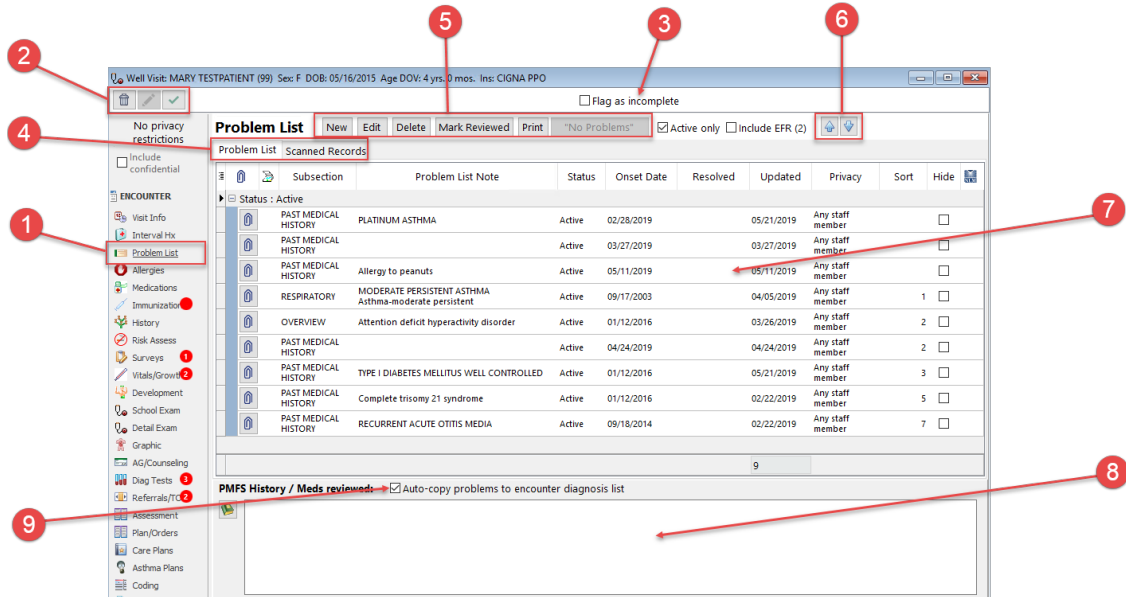 5
3
6
2
Well Visit: MARY TESTPATIENT (99) Sex: F DOB: 05/16/2015 Age DOV: 4 yrs. 0 mos. Ins: CIGNA PPO
Flag as incomplete
4
No privacy restrictions
Include confidential
Problem List New Edit Delete Mark Reviewed Print "No Problems" Active only Include EFR (2)
Problem List Scanned Records
Subsection Problem List Note Status Onset Date Resolved Updated Privacy Sort Hide
Status : Active
PAST MEDICAL HISTORY PLATINUM ASTHMA Active 02/28/2019 05/21/2019 Any staff member
PAST MEDICAL HISTORY Active 03/27/2019 03/27/2019 Any staff member
PAST MEDICAL HISTORY Allergy to peanuts Active 05/11/2019 05/11/2019 Any staff member
RESPIRATORY MODERATE PERSISTENT ASTHMA Asthma-moderate persistent Active 09/17/2003 04/05/2019 Any staff member 1
OVERVIEW Attention deficit hyperactivity disorder Active 01/12/2016 03/26/2019 Any staff member 2
PAST MEDICAL HISTORY Active 04/24/2019 04/24/2019 Any staff member 2
PAST MEDICAL HISTORY TYPE I DIABETES MELLITUS WELL CONTROLLED Active 01/12/2016 05/21/2019 Any staff member 3
PAST MEDICAL HISTORY Complete trisomy 21 syndrome Active 01/12/2016 02/22/2019 Any staff member 5
PAST MEDICAL HISTORY RECURRENT ACUTE OTITIS MEDIA Active 09/18/2014 02/22/2019 Any staff member 7
9
7
1
ENCOUNTER
Visit Info
Interval Hx
Problem List
Allergies
Medications
Immunization
History
Risk Assess
Surveys 1
Vitals/Growth 2
Development
School Exam
Detail Exam
Graphic
AG/Counseling
Diag Tests 3
Referrals/TO 2
Assessment
Plan/Orders
Care Plans
Asthma Plans
Coding
PMFS History / Meds reviewed: Auto-copy problems to encounter diagnosis list
8
9